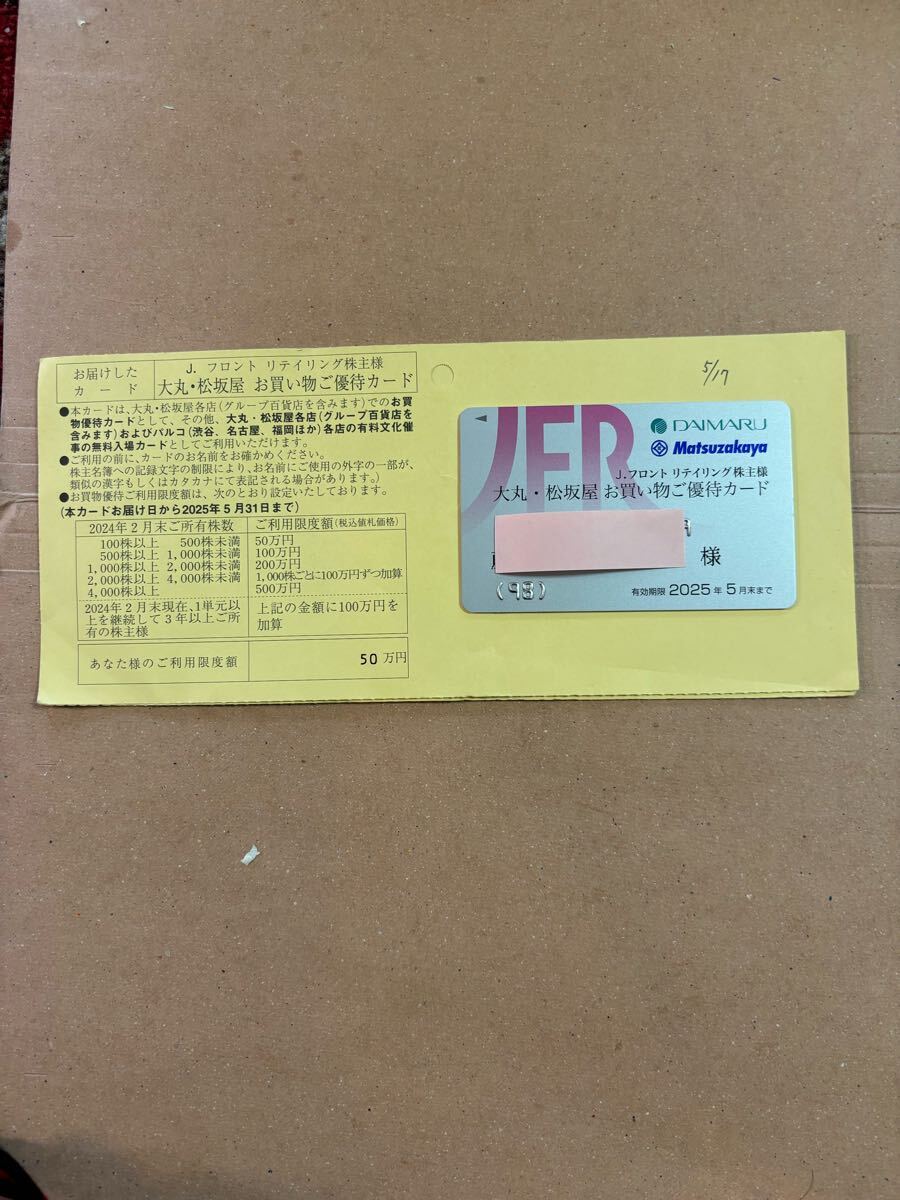 お届けした
カード
J. フロント リテイリング株主様
大丸・松坂屋 お買い物ご優待カード
●本カードは、大丸・松坂屋各店(グループ百貨店を含みます)でのお買
物優待カードとして、その他、大丸・松坂屋各店(グループ百貨店を
含みます)およびパルコ(渋谷、名古屋、福岡ほか)各店の有料文化催
事の無料入場カードとしてご利用いただけます。
●ご利用の前に、カードのお名前をお確かめください。
株主名簿への記録文字の制限により、お名前にご使用の外字の一部が、
類似の漢字もしくはカタカナにて表記される場合があります。)
●お買物優待ご利用限度額は、次のとおり設定いたしております。
(本カードお届け日から2025年5月31日まで)
2024年2月末ご所有株数 ご利用限度額(税込値札価格)
100株以上 500株未満 50万円
500株以上 1,000株未満 100万円
1,000株以上 2,000株未満 200万円
2,000株以上 4,000株未満 1,000株ごとに100万円ずつ加算
4,000株以上 500万円
2024年2月末現在、1単元以
上を継続して3年以上ご所
有の株主様
上記の金額に100万円を
加算
あなた様のご利用限度額 50万円
5/17
JFR
DAIMARU
Matsuzakaya
J.フロント リテイリング株主様
大丸・松坂屋 お買い物ご優待カード
様
(98)
有効期限 2025年5月末まで